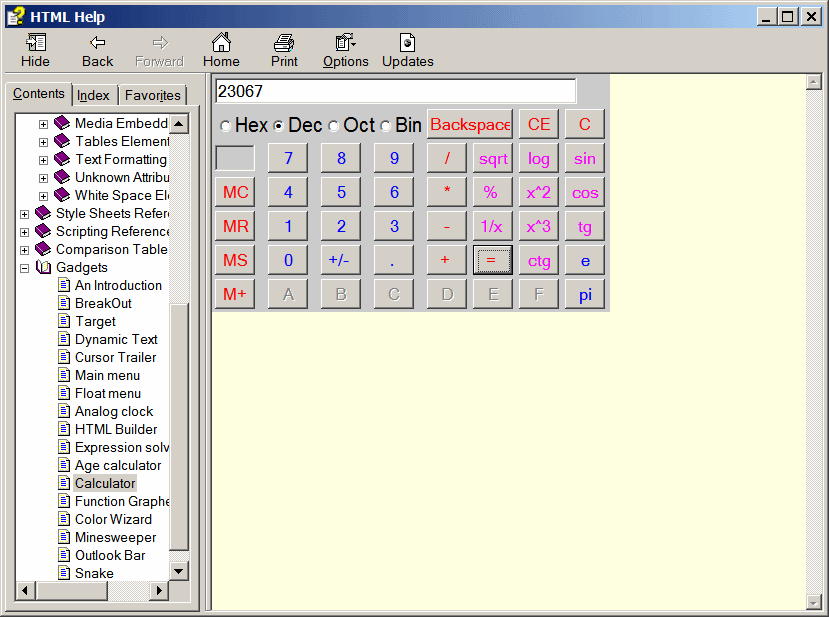 HTML Help
Hide Back Forward Home Print Options Updates
Contents Index Favorites
Media Embedd
Tables Element
Text Formatting
Unknown Attribu
White Space El
Style Sheets Refer
Scripting Reference
Comparison Table
Gadgets
An Introduction
BreakOut
Target
Dynamic Text
Cursor Trailer
Main menu
Float menu
Analog clock
HTML Builder
Expression solv
Age calculator
Calculator
Function Graphe
Color Wizard
Minesweeper
Outlook Bar
Snake
23067
Hex Dec Oct Bin Backspace CE C
7 8 9 / sqrt log sin
MC 4 5 6 * % x^2 cos
MR 1 2 3 - 1/x x^3 tg
MS 0 +/- . + = ctg e
M+ A B C D E F pi